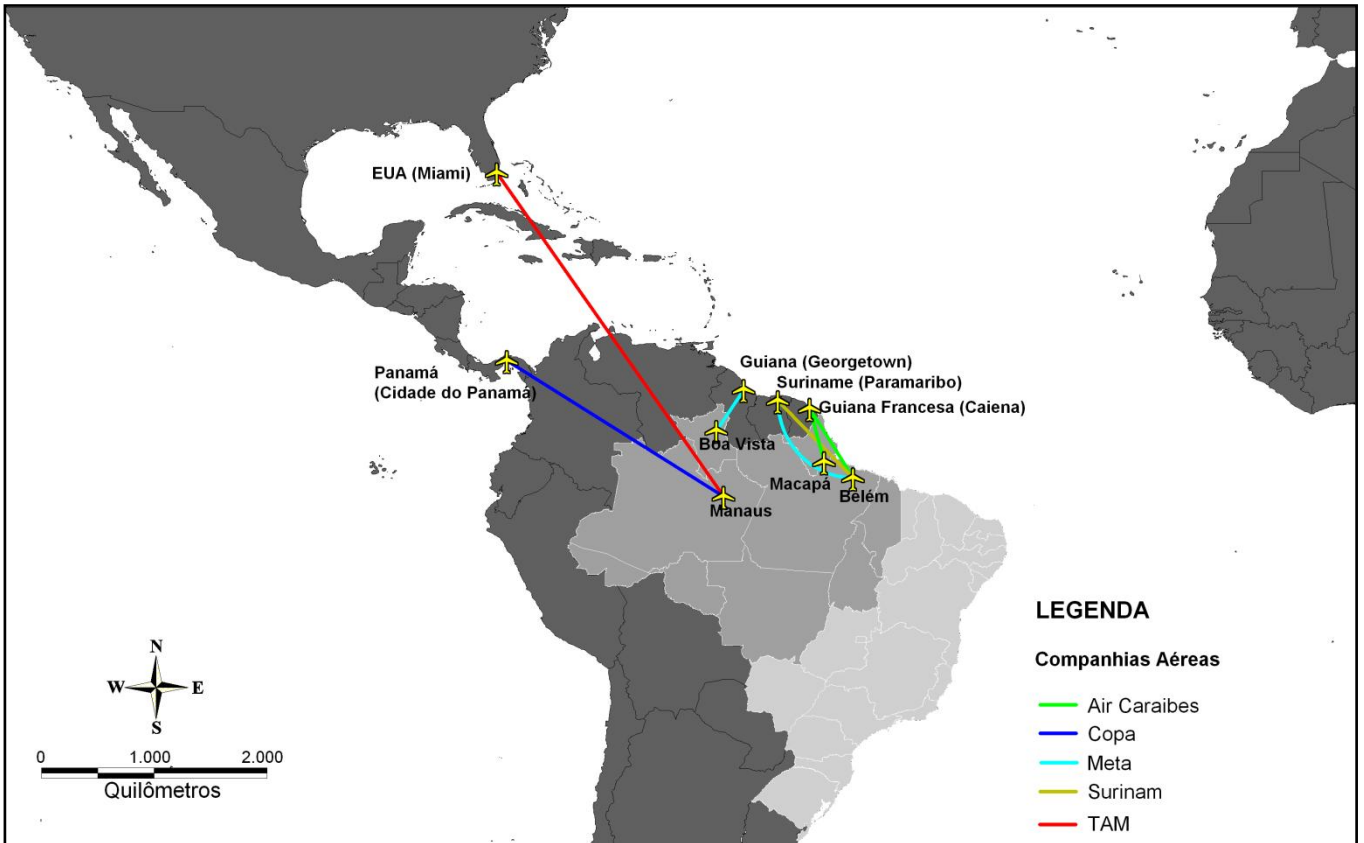 EUA (Miami)
Panamá
(Cidade do Panamá)
Guiana (Georgetown)
Suriname (Paramaribo)
Guiana Francesa (Caiena)
Boa Vista
Macapá
Belém
Manaus
N
W
E
S
0
1.000
2.000
Quilômetros
LEGENDA
Companhias Aéreas
Air Caraibes
Copa
Meta
Surinam
TAM